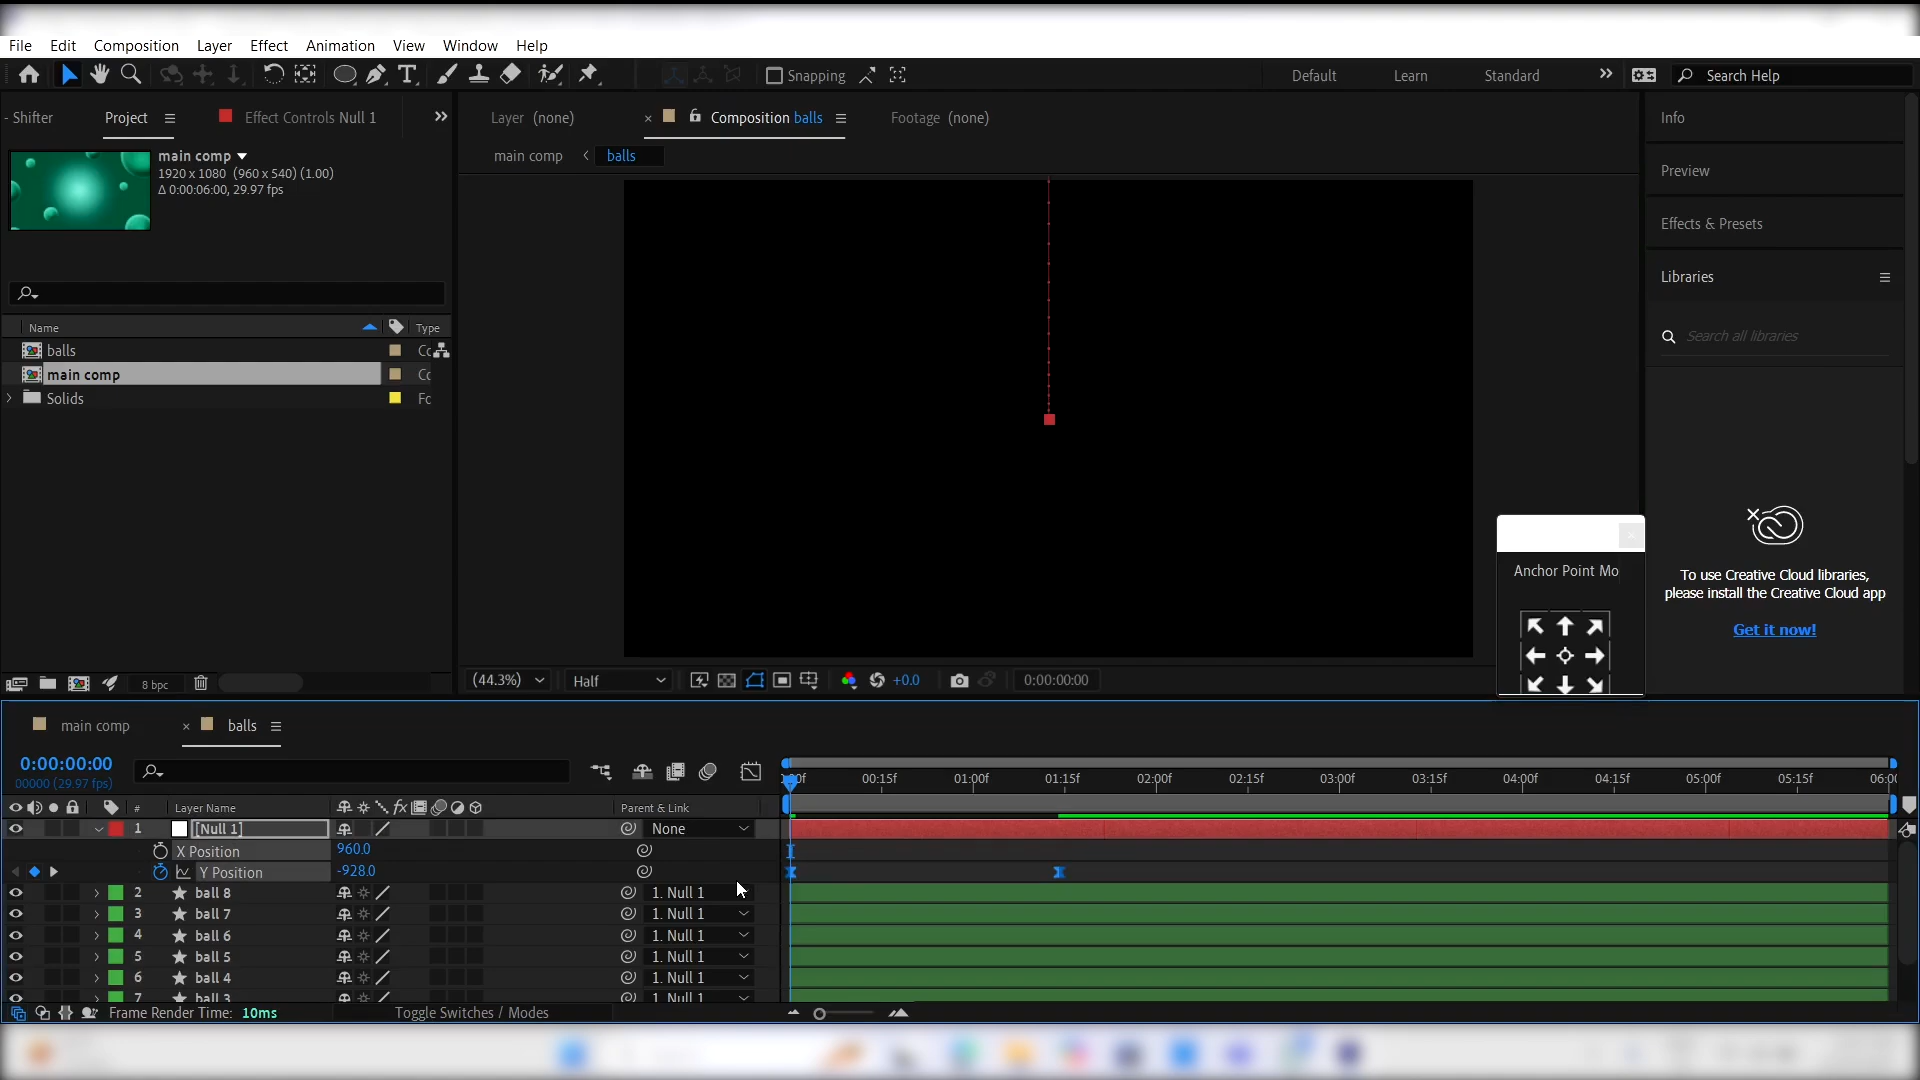 File Edit Composition Layer Effect Animation View Window Help
Snapping Default Learn Standard Search Help
- Shifter Project Effect Controls Null 1
Layer (none) Composition balls Footage (none)
main comp balls
main comp
1920 x 1080 (960 x 540) (1.00)
Δ 0:00:06:00, 29.97 fps
Name Type
balls Cc
main comp Cc
Solids Fc
8 bpc
(44.3%) Half +0.0 0:00:00:00
Info
Preview
Effects & Presets
Libraries
Search all libraries
To use Creative Cloud libraries,
please install the Creative Cloud app
Get it now!
Anchor Point Mo
main comp balls
0:00:00:00
00000 (29.97 fps)
:00f 00:15f 01:00f 01:15f 02:00f 02:15f 03:00f 03:15f 04:00f 04:15f 05:00f 05:15f 06:00
# Layer Name fx Parent & Link
1 [Null 1] None
X Position 960.0
Y Position -928.0
2 ball 8 1. Null 1
3 ball 7 1. Null 1
4 ball 6 1. Null 1
5 ball 5 1. Null 1
6 ball 4 1. Null 1
7 ball 3 1. Null 1
Frame Render Time: 10ms Toggle Switches / Modes